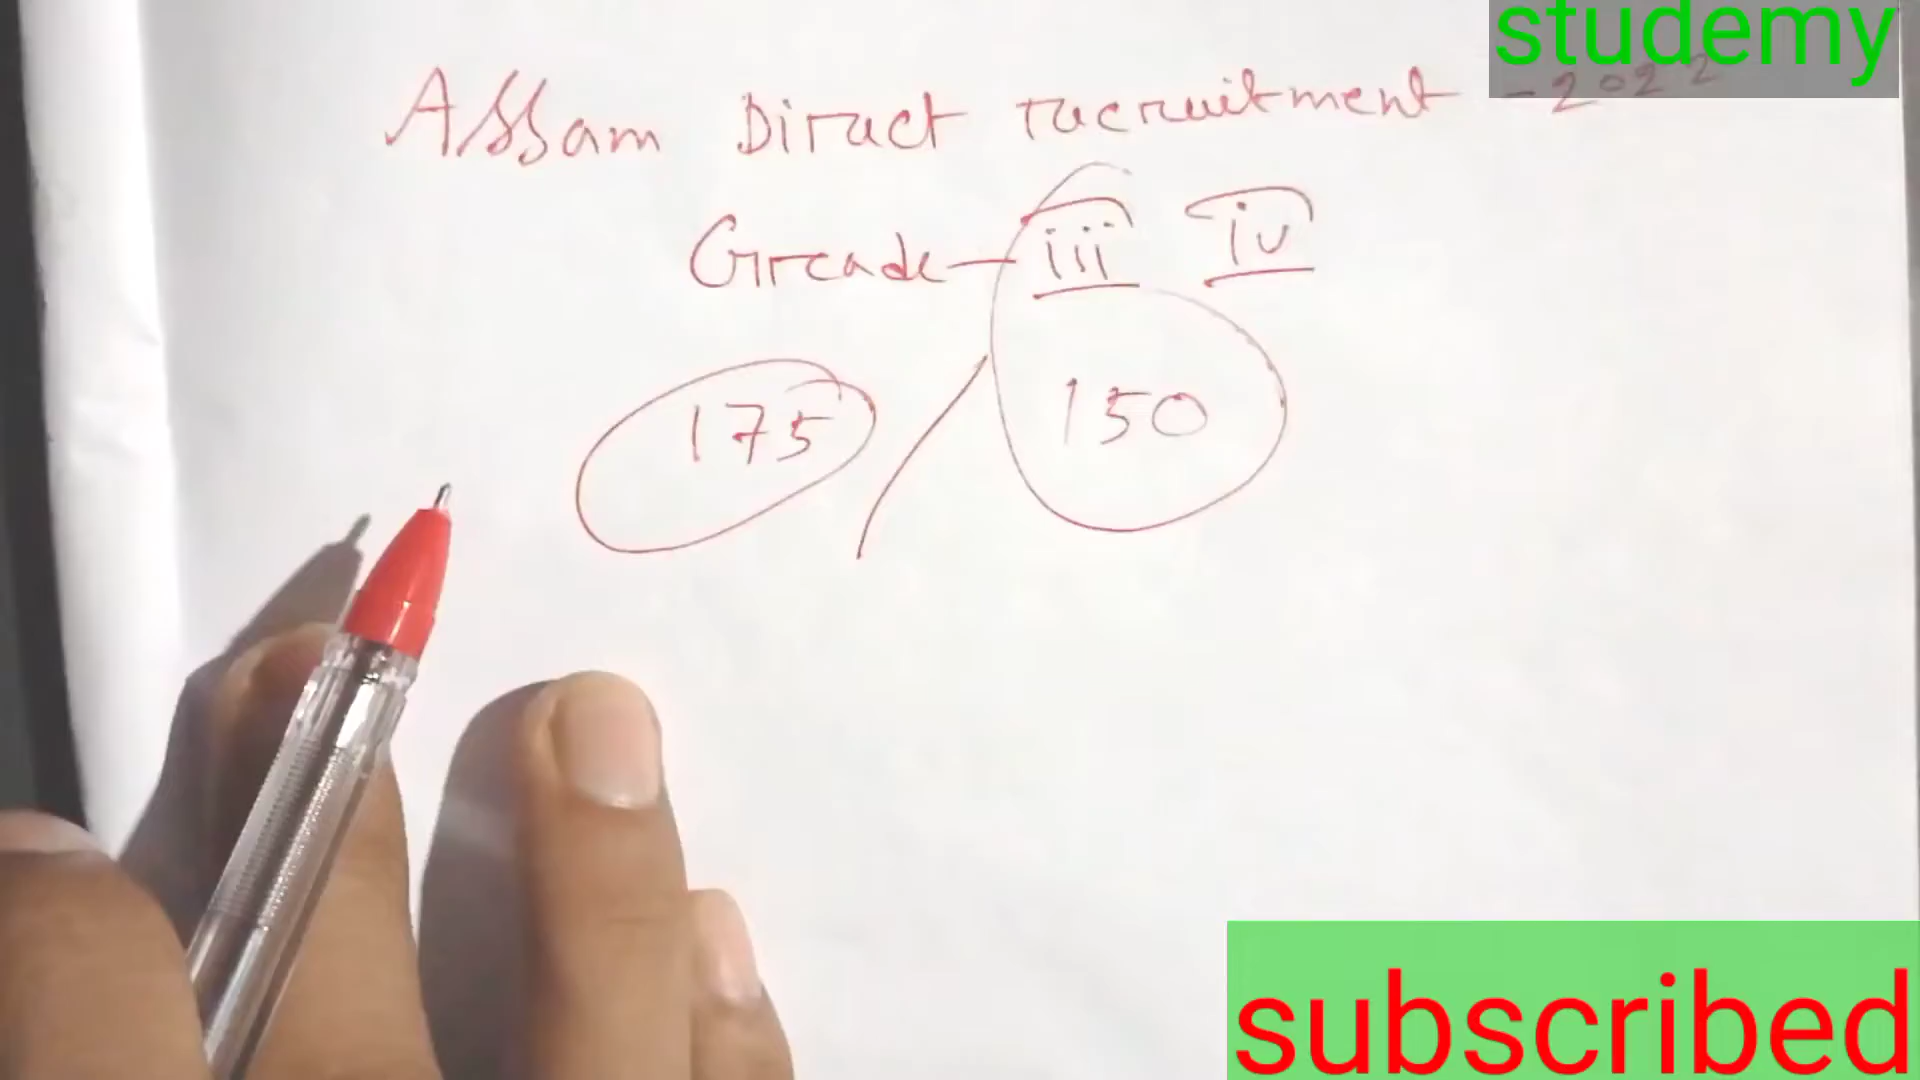 studemy
Assam Direct recruitment - 2022
Grade - iii iv
175 150
subscribed